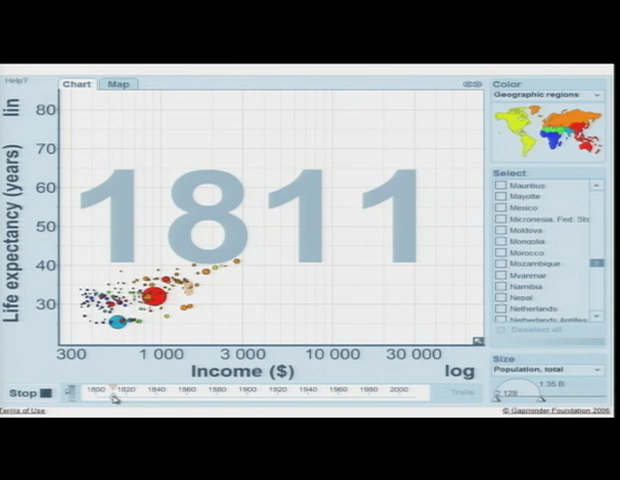 Help?
Chart Map
Color
Geographic regions
lin
Life expectancy (years)
80
70
60
50
40
30
1811
Select
Mauritius
Mayotte
Mexico
Micronesia, Fed. Sts
Moldova
Mongolia
Morocco
Mozambique
Myanmar
Namibia
Nepal
Netherlands
Netherlands Antilles
Deselect all
300 1 000 3 000 10 000 30 000
Income ($)
log
Size
Population, total
1.35 B
2 128
Stop
1800 1820 1840 1860 1880 1900 1920 1940 1960 1980 2000
Trails
Terms of Use
© Gapminder Foundation 2008